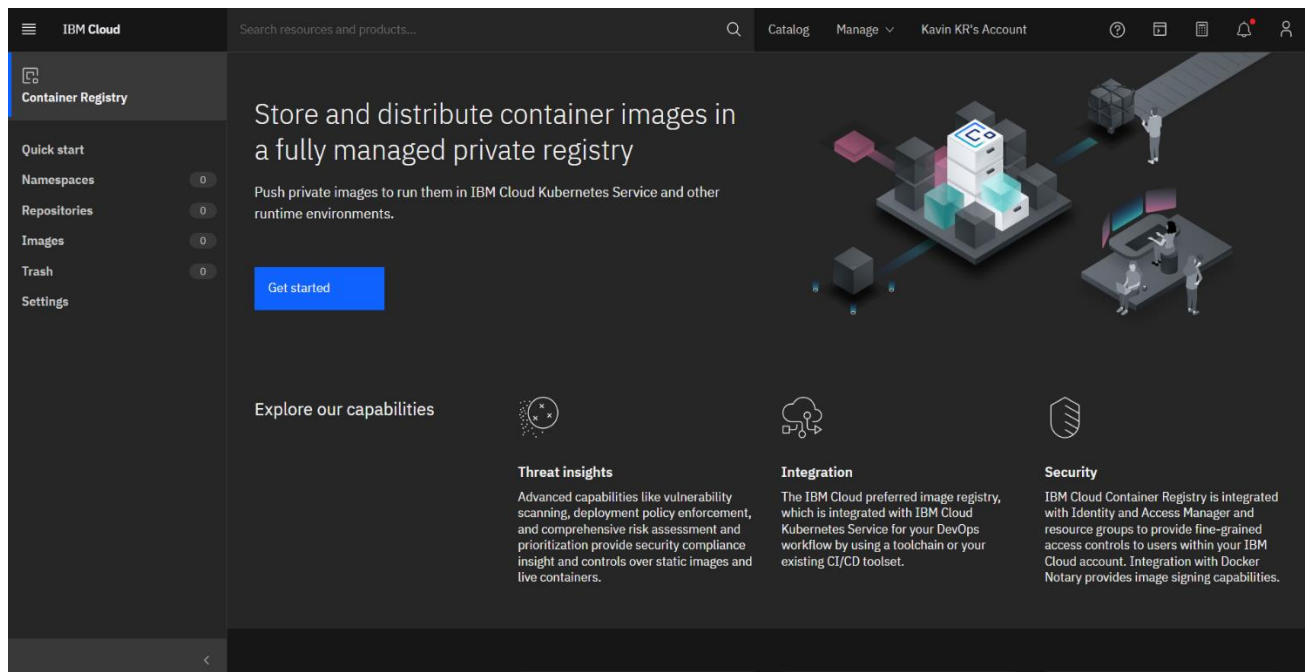 IBM Cloud
Search resources and products...
Catalog
Manage
Kavin KR's Account
Container Registry
Quick start
Namespaces 0
Repositories 0
Images 0
Trash 0
Settings
Store and distribute container images in
a fully managed private registry
Push private images to run them in IBM Cloud Kubernetes Service and other
runtime environments.
Get started
Explore our capabilities
Threat insights
Advanced capabilities like vulnerability
scanning, deployment policy enforcement,
and comprehensive risk assessment and
prioritization provide security compliance
insight and controls over static images and
live containers.
Integration
The IBM Cloud preferred image registry,
which is integrated with IBM Cloud
Kubernetes Service for your DevOps
workflow by using a toolchain or your
existing CI/CD toolset.
Security
IBM Cloud Container Registry is integrated
with Identity and Access Manager and
resource groups to provide fine-grained
access controls to users within your IBM
Cloud account. Integration with Docker
Notary provides image signing capabilities.